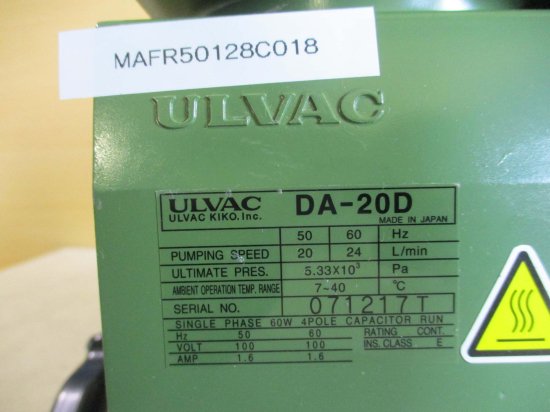 MAFR50128C018
ULVAC
ULVAC DA-20D
ULVAC KIKO.Inc. MADE IN JAPAN
50 60 Hz
PUMPING SPEED 20 24 L/min
ULTIMATE PRES. 5.33X10³ Pa
AMBIENT OPERATION TEMP. RANGE 7~40 ℃
SERIAL NO. 071217T
SINGLE PHASE 60W 4POLE CAPACITOR RUN
Hz 50 60 RATING CONT.
VOLT 100 100 INS.CLASS E
AMP 1.6 1.6